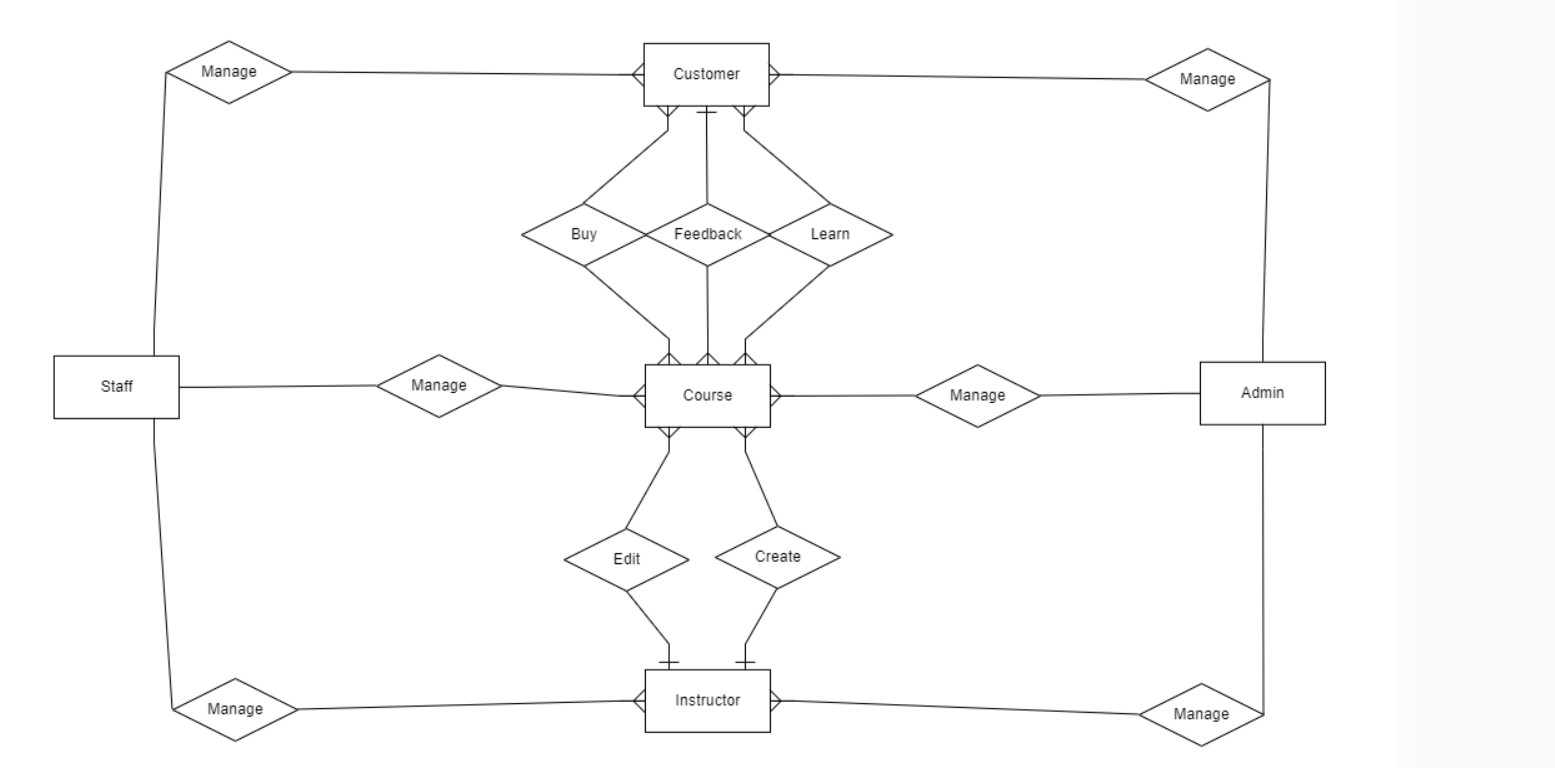 Manage
Customer
Manage
Buy
Feedback
Learn
Staff
Manage
Course
Manage
Admin
Edit
Create
Manage
Instructor
Manage